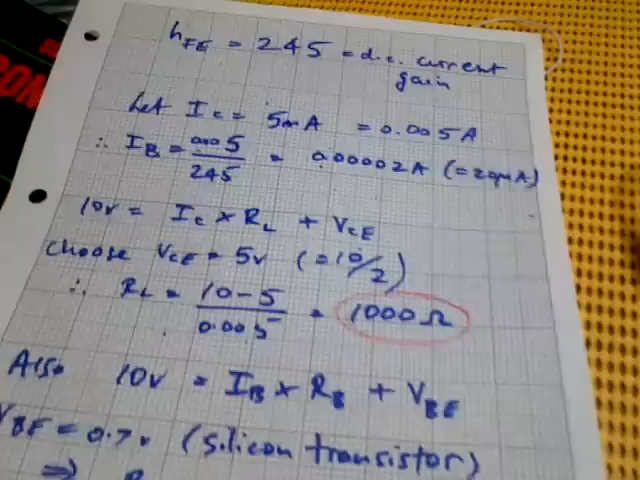 hFE = 245 = d.c. current
gain
Let Ic = 5mA = 0.005A
∴ IB = 0.005/245 = 0.00002A (=20μA)
10v = Ic x RL + VCE
Choose VCE = 5v (=10/2)
∴ RL = 10-5/0.005 = 1000Ω
Also 10v = IB x RB + VBE
VBE = 0.7v (silicon transistor)
⇒